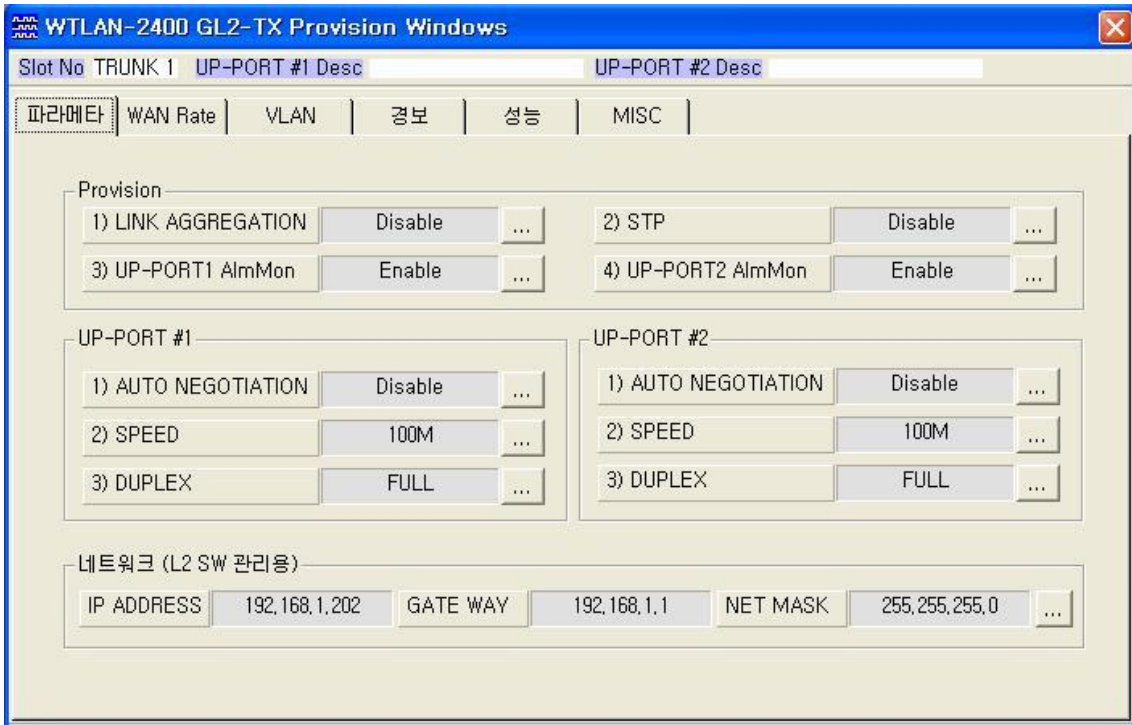 WTLAN-2400 GL2-TX Provision Windows
Slot No TRUNK 1 UP-PORT #1 Desc UP-PORT #2 Desc
파라메타 WAN Rate VLAN 경보 성능 MISC
Provision
1) LINK AGGREGATION Disable ... 2) STP Disable ...
3) UP-PORT1 AlmMon Enable ... 4) UP-PORT2 AlmMon Enable ...
UP-PORT #1 UP-PORT #2
1) AUTO NEGOTIATION Disable ... 1) AUTO NEGOTIATION Disable ...
2) SPEED 100M ... 2) SPEED 100M ...
3) DUPLEX FULL ... 3) DUPLEX FULL ...
네트워크 (L2 SW 관리용)
IP ADDRESS 192,168,1,202 GATE WAY 192,168,1,1 NET MASK 255,255,255,0 ...